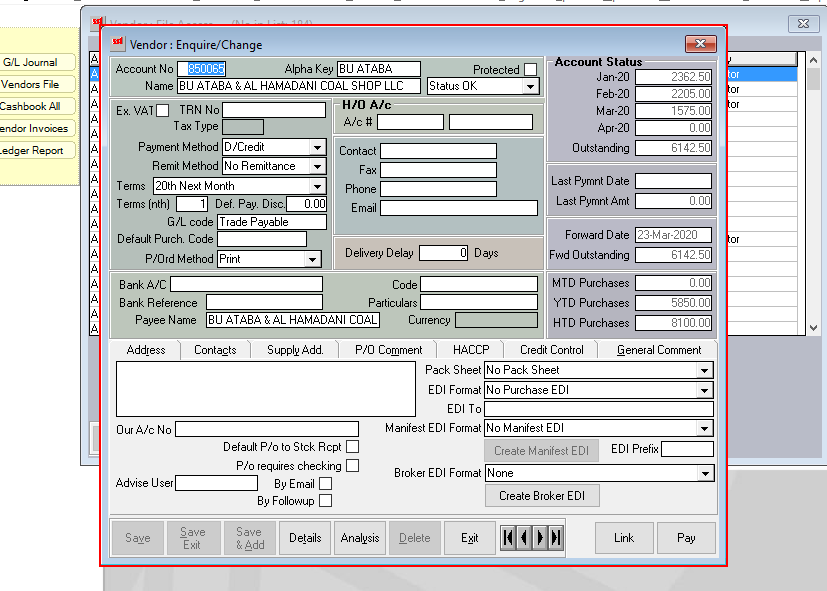 Vendor: File Access (No in List: 184)
G/L Journal
Vendors File
Cashbook All
endor Invoices
edger Report
Vendor : Enquire/Change
Account No 850065 Alpha Key BU ATABA Protected
Name BU ATABA & AL HAMADANI COAL SHOP LLC Status OK
Ex. VAT TRN No
Tax Type
H/O A/c
A/c #
Payment Method D/Credit
Remit Method No Remittance
Terms 20th Next Month
Terms (nth) 1 Def. Pay. Disc. 0.00
G/L code Trade Payable
Default Purch. Code
P/Ord Method Print
Contact
Fax
Phone
Email
Delivery Delay 0 Days
Bank A/C Code
Bank Reference Particulars
Payee Name BU ATABA & AL HAMADANI COAL Currency
Account Status
Jan-20 2362.50
Feb-20 2205.00
Mar-20 1575.00
Apr-20 0.00
Outstanding 6142.50
Last Pymnt Date
Last Pymnt Amt 0.00
Forward Date 23-Mar-2020
Fwd Outstanding 6142.50
MTD Purchases 0.00
YTD Purchases 5850.00
HTD Purchases 8100.00
tor
tor
tor
tor
Address Contacts Supply Add. P/O Comment HACCP Credit Control General Comment
Pack Sheet No Pack Sheet
EDI Format No Purchase EDI
EDI To
Our A/c No Manifest EDI Format No Manifest EDI
Default P/o to Stck Rcpt Create Manifest EDI EDI Prefix
P/o requires checking Broker EDI Format None
Advise User By Email
Create Broker EDI
By Followup
Save Save Exit Save & Add Details Analysis Delete Exit Link Pay